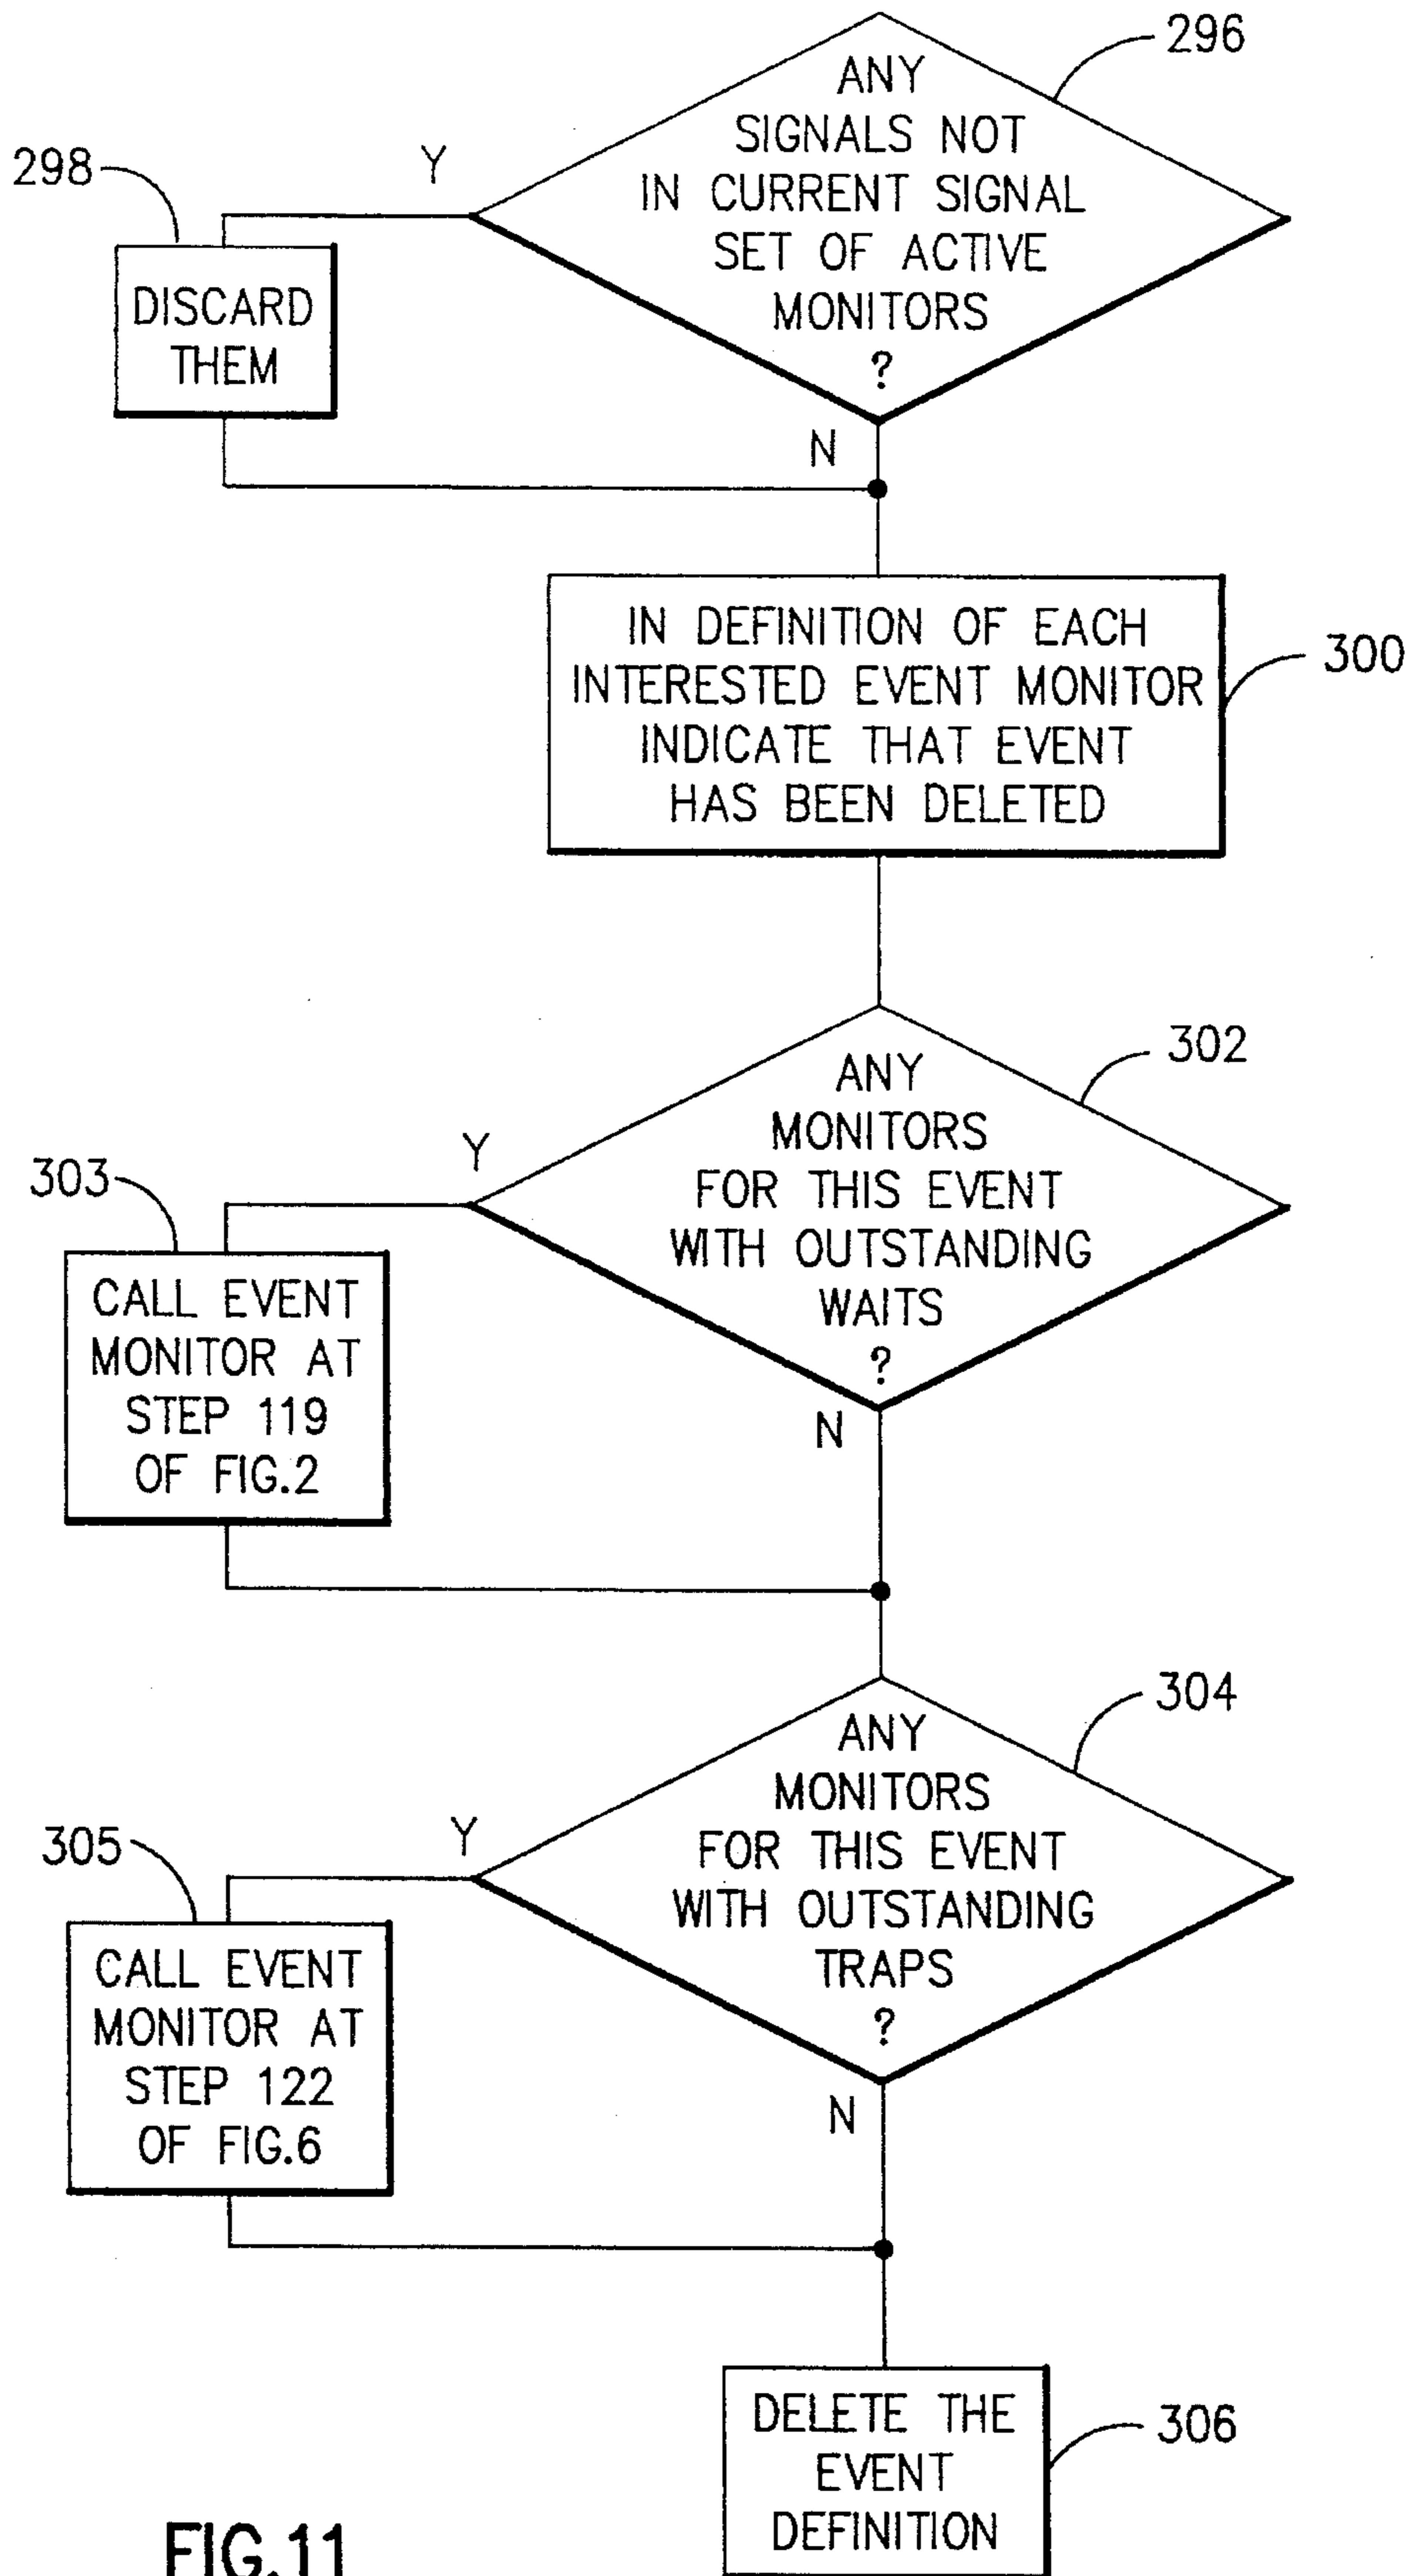 296
ANY
SIGNALS NOT
IN CURRENT SIGNAL
SET OF ACTIVE
MONITORS
?
Y
298
DISCARD
THEM
N
IN DEFINITION OF EACH
INTERESTED EVENT MONITOR
INDICATE THAT EVENT
HAS BEEN DELETED
300
302
ANY
MONITORS
FOR THIS EVENT
WITH OUTSTANDING
WAITS
?
Y
303
CALL EVENT
MONITOR AT
STEP 119
OF FIG.2
N
304
ANY
MONITORS
FOR THIS EVENT
WITH OUTSTANDING
TRAPS
?
Y
305
CALL EVENT
MONITOR AT
STEP 122
OF FIG.6
N
DELETE THE
EVENT
DEFINITION
306
FIG.11